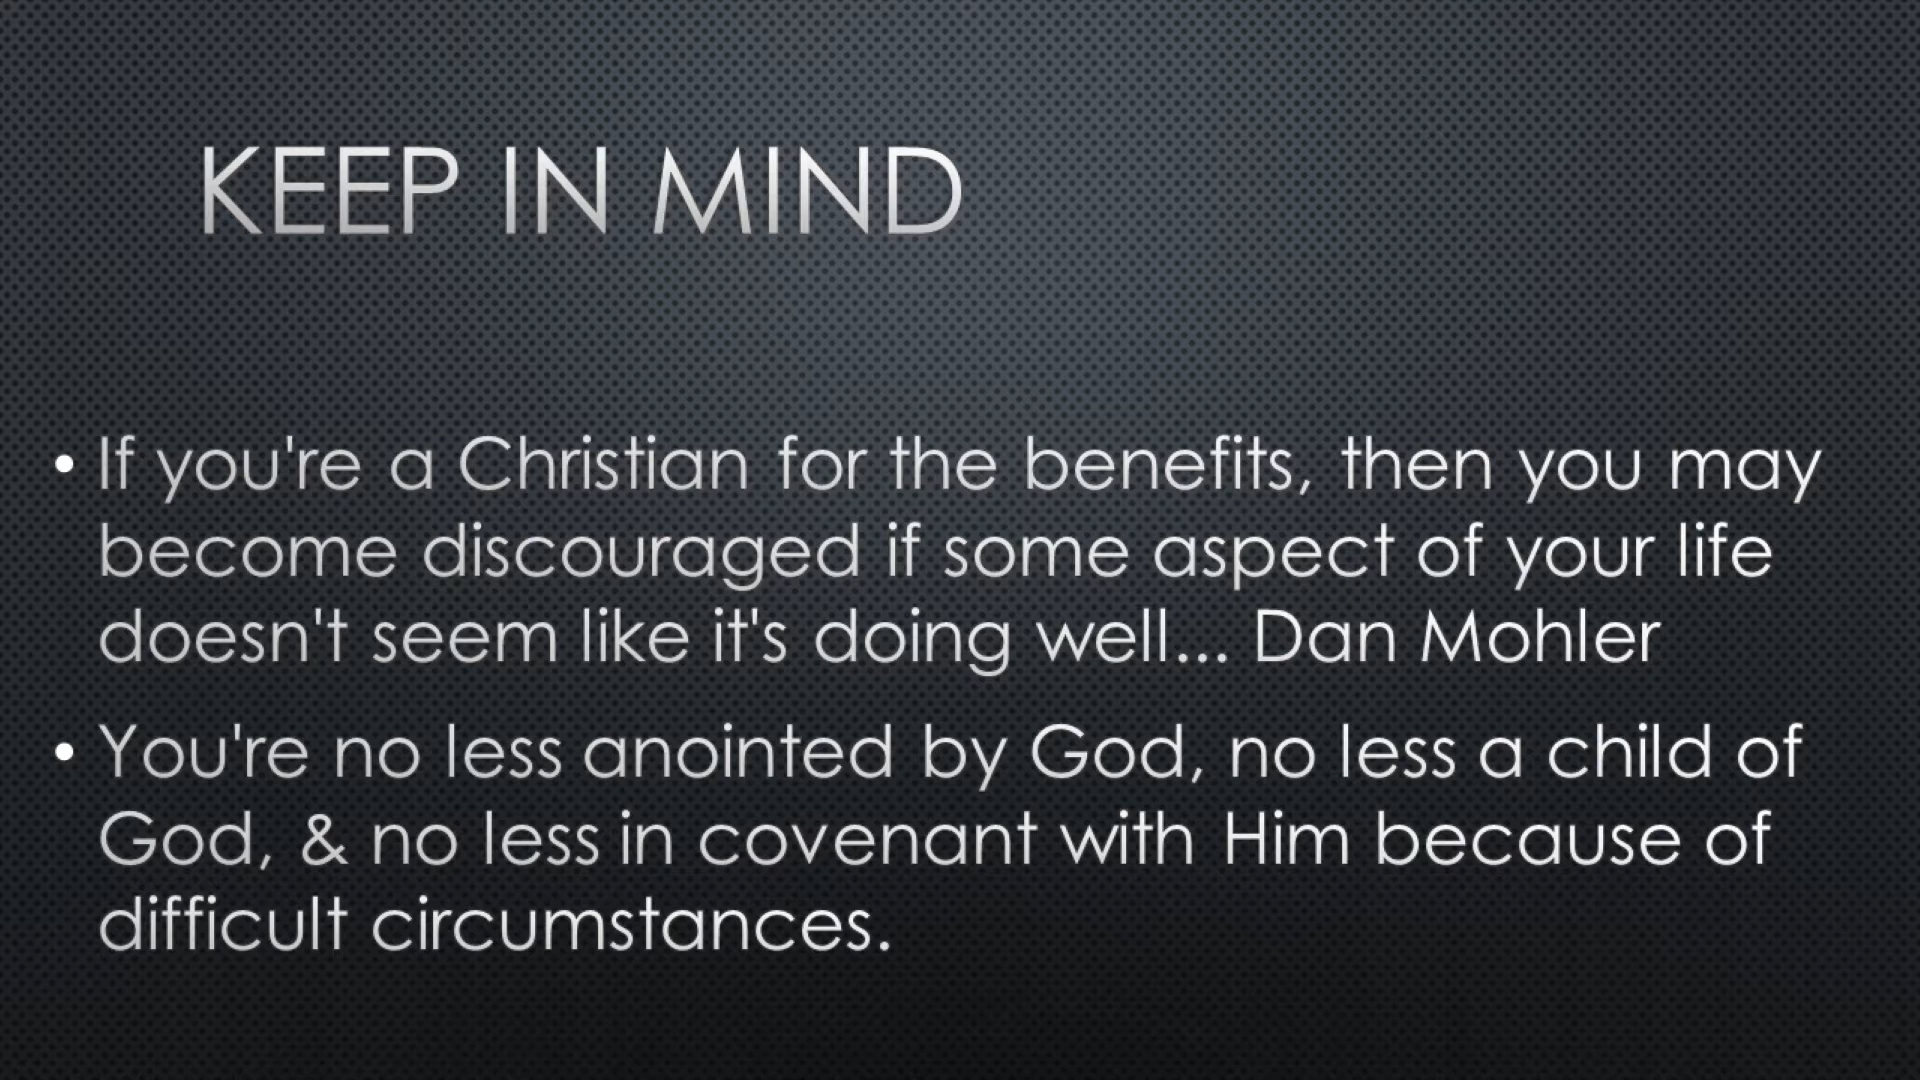 KEEP IN MIND
• If you're a Christian for the benefits, then you may
become discouraged if some aspect of your life
doesn't seem like it's doing well... Dan Mohler
• You're no less anointed by God, no less a child of
God, & no less in covenant with Him because of
difficult circumstances.